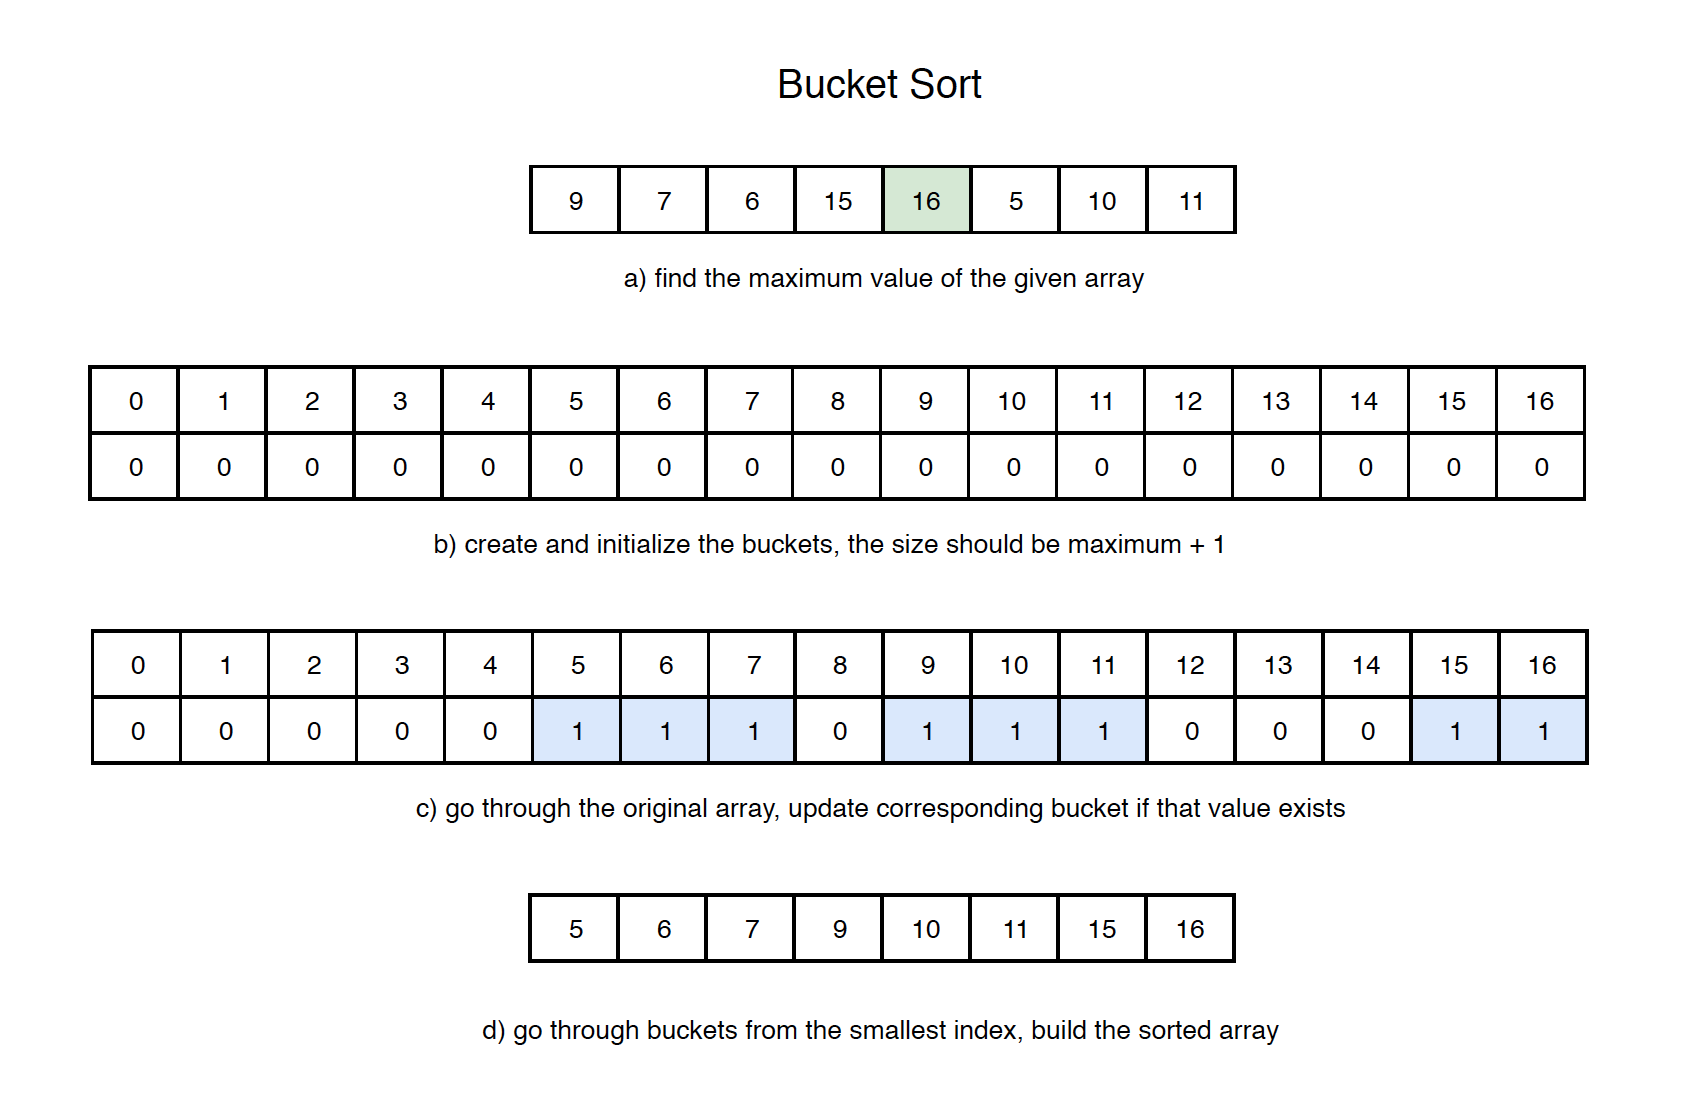 Bucket Sort
9 7 6 15 16 5 10 11
a) find the maximum value of the given array
0 1 2 3 4 5 6 7 8 9 10 11 12 13 14 15 16
0 0 0 0 0 0 0 0 0 0 0 0 0 0 0 0 0
b) create and initialize the buckets, the size should be maximum + 1
0 1 2 3 4 5 6 7 8 9 10 11 12 13 14 15 16
0 0 0 0 0 1 1 1 0 1 1 1 0 0 0 1 1
c) go through the original array, update corresponding bucket if that value exists
5 6 7 9 10 11 15 16
d) go through buckets from the smallest index, build the sorted array